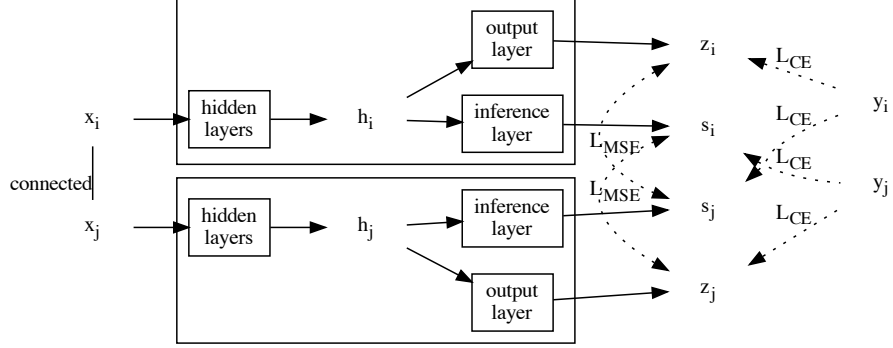 output
layer
z_i
L_CE
y_i
x_i
hidden
layers
h_i
inference
layer
s_i
L_CE
L_MSE
L_CE
connected
L_MSE
y_j
x_j
hidden
layers
h_j
inference
layer
s_j
L_CE
output
layer
z_j